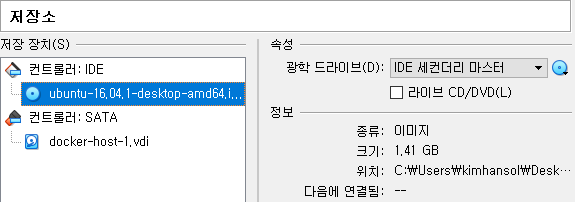 저장소
저장 장치(S)
컨트롤러: IDE
ubuntu-16,04,1-desktop-amd64,i,,,
컨트롤러: SATA
docker-host-1,vdi
속성
광학 드라이브(D): IDE 세컨더리 마스터
라이브 CD/DVD(L)
정보
종류: 이미지
크기: 1,41 GB
위치: C:₩Users₩kimhansol₩Desk,,,
다음에 연결됨: --